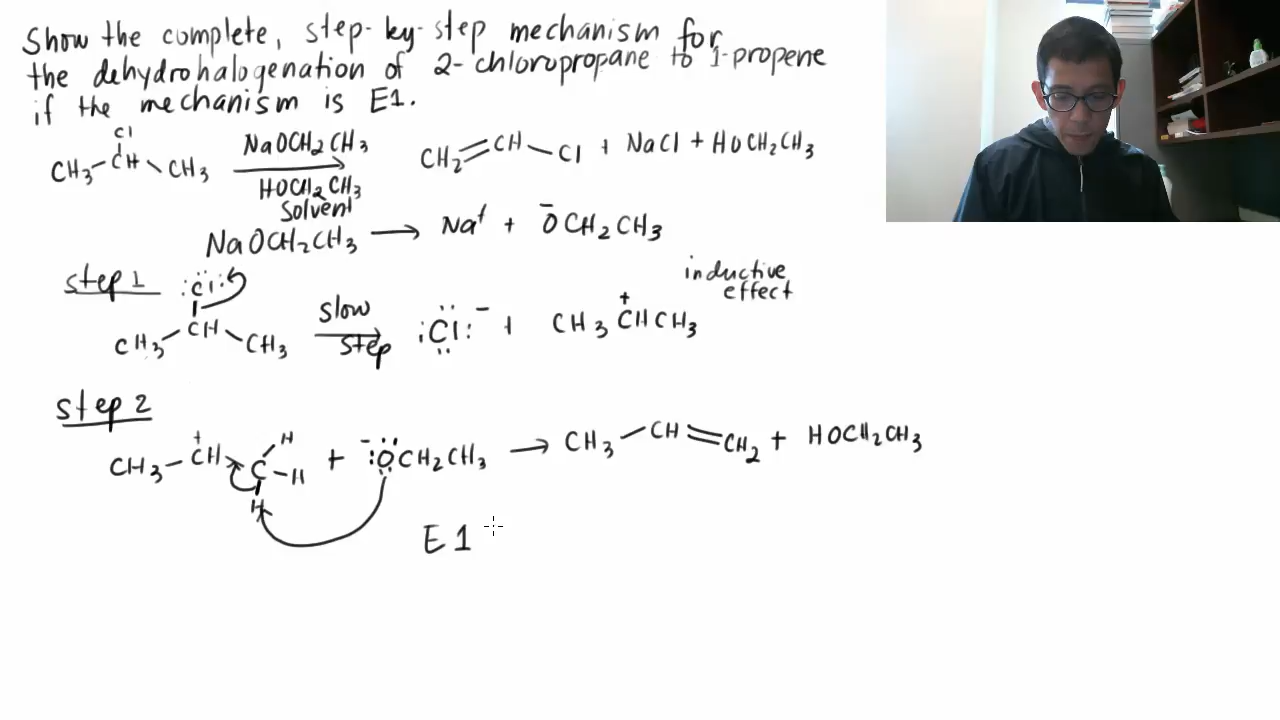 Show the complete, step-by-step mechanism for
the dehydrohalogenation of 2-chloropropane to 1-propene
if the mechanism is E1.
Cl
CH3-CH-CH3 NaOCH2CH3 → HOCH2CH3 Solvent CH2=CH-Cl + NaCl + HOCH2CH3
NaOCH2CH3 → Na+ + -OCH2CH3
step 1
:Cl:
CH3-CH-CH3 slow step → :Cl:- + CH3CHCH3 +
inductive effect
step 2
CH3-CH-C-H + -:OCH2CH3 → CH3-CH=CH2 + HOCH2CH3
+ H
H
E1